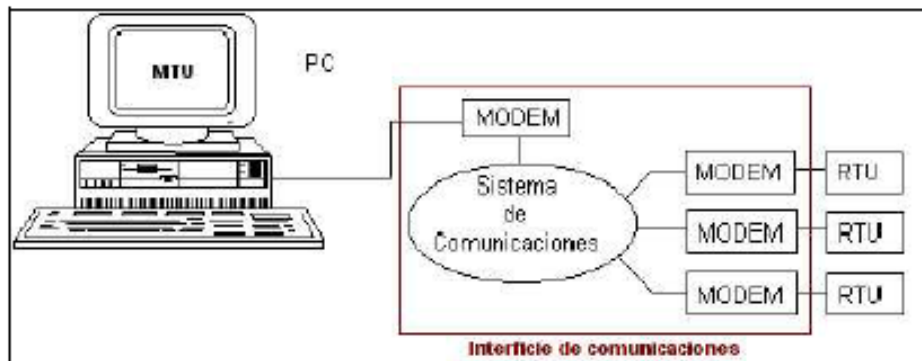 MTU
PC
MODEM
Sistema
de
Comunicaciones
MODEM
RTU
MODEM
RTU
MODEM
RTU
Interficie de comunicaciones